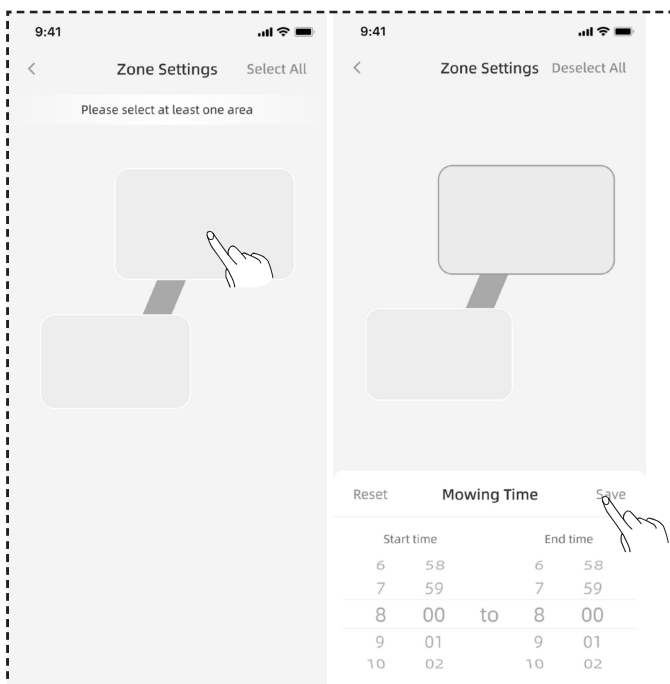 9:41
Zone Settings Select All
Please select at least one area
9:41
Zone Settings Deselect All
Reset Mowing Time Save
Start time End time
6 58 6 58
7 59 7 59
8 00 to 8 00
9 01 9 01
10 02 10 02